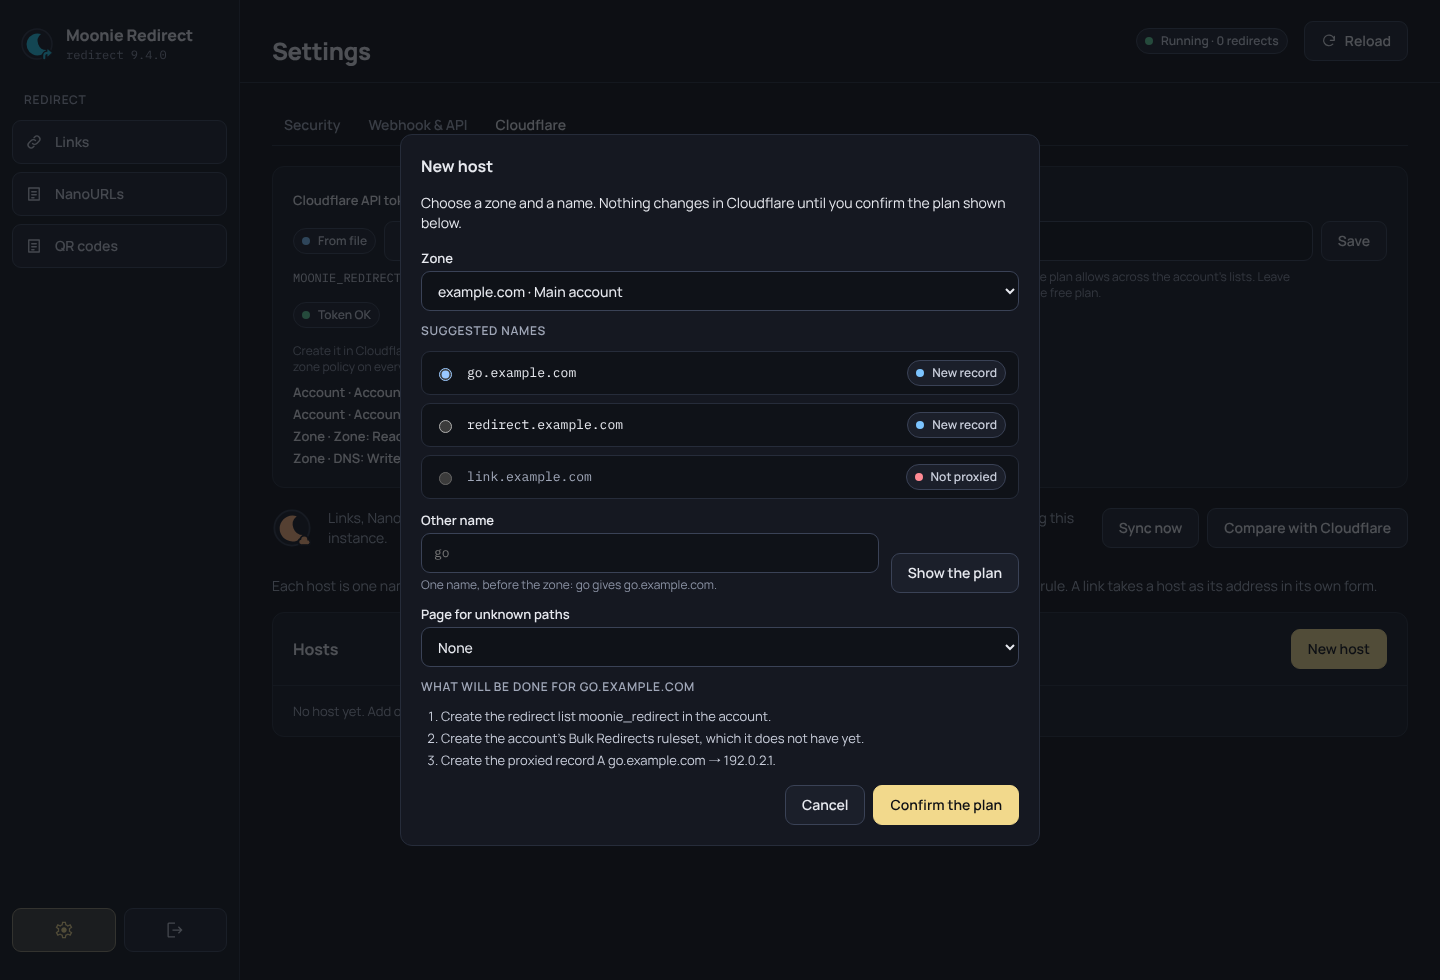 Moonie Redirect
redirect 9.4.0
REDIRECT
Links
NanoURLs
QR codes
Settings
Running · 0 redirects
Reload
Security
Webhook & API
Cloudflare
Cloudflare API tok
From file
Save
MOONIE_REDIRECT
e plan allows across the account's lists. Leave
e free plan.
Token OK
Create it in Cloudfla
zone policy on ever
Account · Accoun
Account · Accoun
Zone · Zone: Read
Zone · DNS: Write
Links, Nano
g this
instance.
Sync now
Compare with Cloudflare
Each host is one nam
rule. A link takes a host as its address in its own form.
Hosts
New host
No host yet. Add o
New host
Choose a zone and a name. Nothing changes in Cloudflare until you confirm the plan shown
below.
Zone
example.com · Main account
SUGGESTED NAMES
go.example.com
New record
redirect.example.com
New record
link.example.com
Not proxied
Other name
go
Show the plan
One name, before the zone: go gives go.example.com.
Page for unknown paths
None
WHAT WILL BE DONE FOR GO.EXAMPLE.COM
1. Create the redirect list moonie_redirect in the account.
2. Create the account's Bulk Redirects ruleset, which it does not have yet.
3. Create the proxied record A go.example.com → 192.0.2.1.
Cancel
Confirm the plan